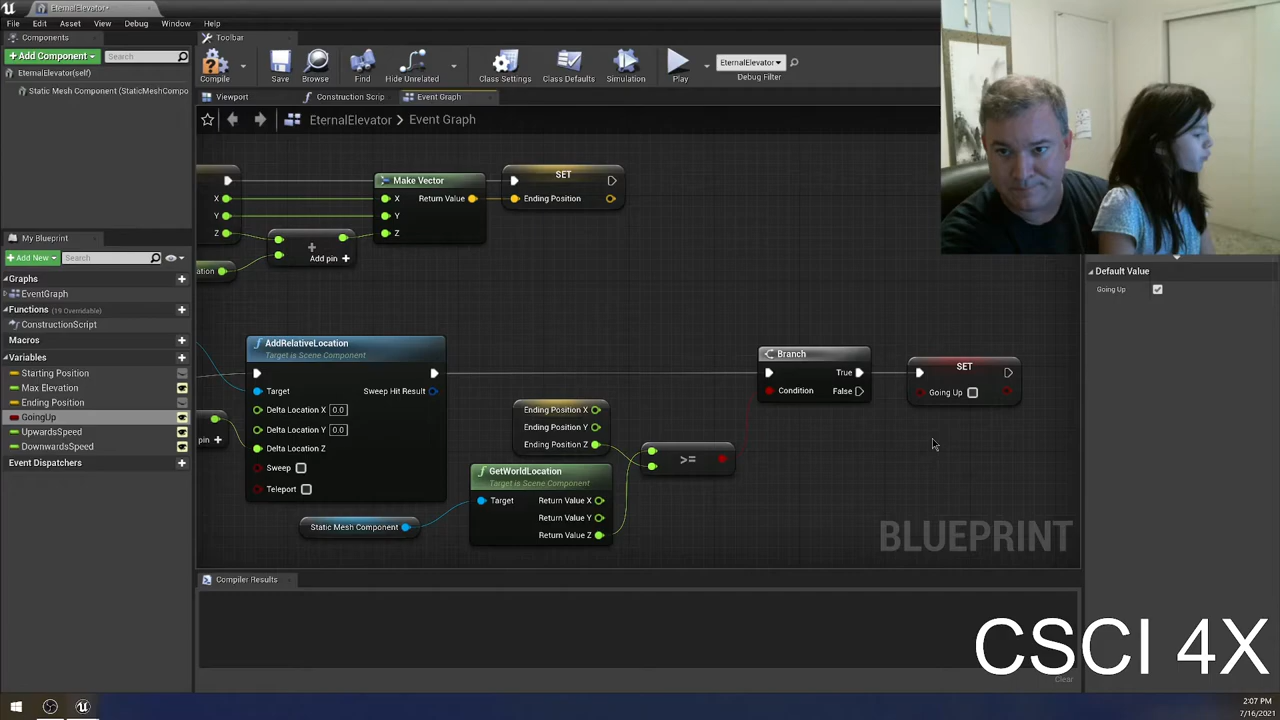 EternalElevator*
File Edit Asset View Debug Window Help
Components
+ Add Component
Search
EternalElevator(self)
Static Mesh Component (StaticMeshCompo
Toolbar
Compile
Save
Browse
Find
Hide Unrelated
Class Settings
Class Defaults
Simulation
Play
EternalElevator
Debug Filter
Viewport
Construction Scrip
Event Graph
EternalElevator > Event Graph
X
Y
Z
ation
+
Add pin +
Make Vector
X Return Value
Y
Z
SET
Ending Position
My Blueprint
+ Add New
Search
Graphs
EventGraph
Functions (19 Overridable)
ConstructionScript
Macros
Variables
Starting Position
Max Elevation
Ending Position
GoingUp
UpwardsSpeed
DownwardsSpeed
Event Dispatchers
pin +
AddRelativeLocation
Target is Scene Component
Target Sweep Hit Result
Delta Location X 0.0
Delta Location Y 0.0
Delta Location Z
Sweep
Teleport
Static Mesh Component
Ending Position X
Ending Position Y
Ending Position Z
GetWorldLocation
Target is Scene Component
Target Return Value X
Return Value Y
Return Value Z
>=
Branch
True
Condition False
SET
Going Up
BLUEPRINT
Default Value
Going Up
Compiler Results
Clear
CSCI 4X
2:07 PM
7/16/2021